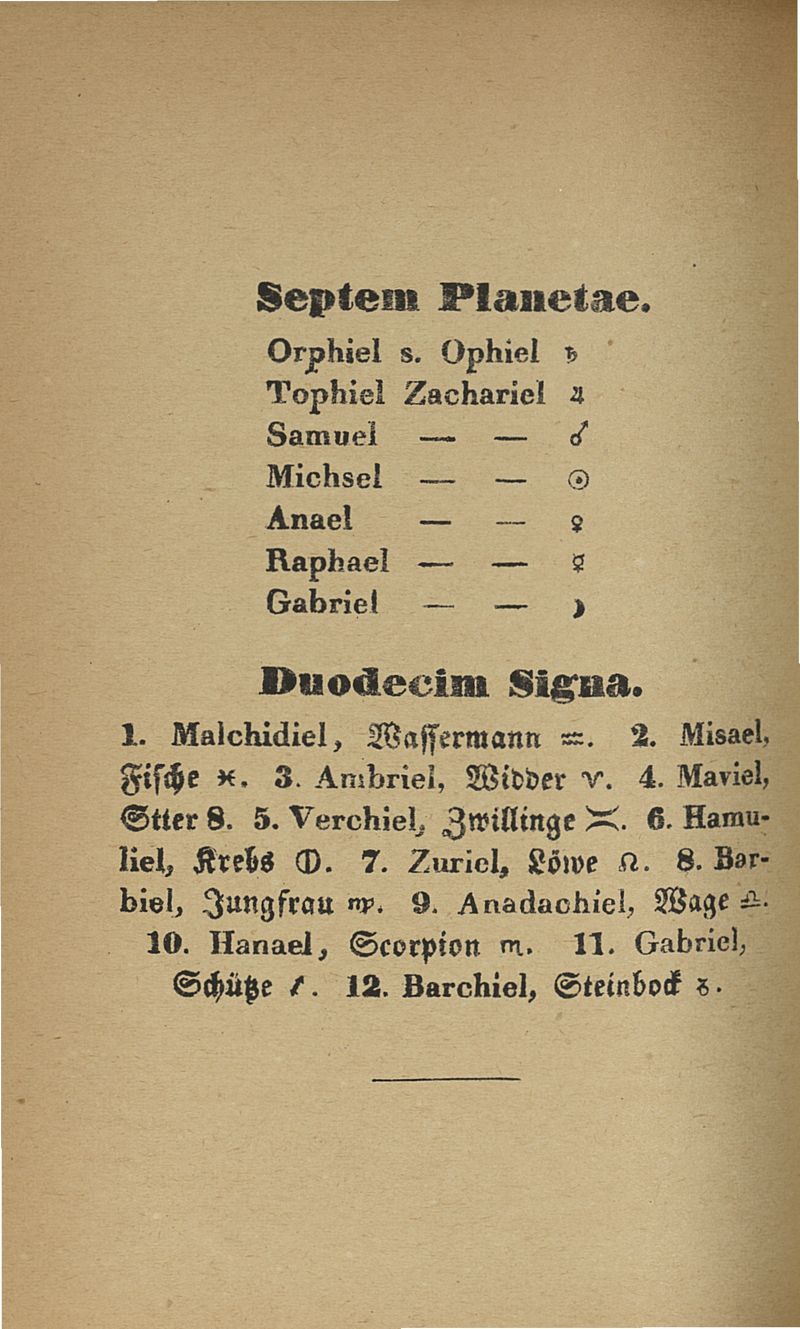 Septem Planetae.
Orphiel s. Ophiel ♄
Tophiel Zachariel ♃
Samuel — — ♂
Michsel — — ☉
Anael — — ♀
Raphael — — ☿
Gabriel — — ☽
Duodecim Signa.
1. Malchidiel, Wassermann ♒. 2. Misael,
Fische ♓. 3. Ambriel, Widder ♈. 4. Maviel,
Stier 8. 5. Verchiel, Zwillinge ♊. 6. Hamu-
liel, Krebs ♋. 7. Zuriel, Löwe ♌. 8. Bar-
biel, Jungfrau ♍. 9. Anadachiel, Wage ♎.
10. Hanael, Scorpion ♏. 11. Gabriel,
Schütze ♐. 12. Barchiel, Steinbock ♑.